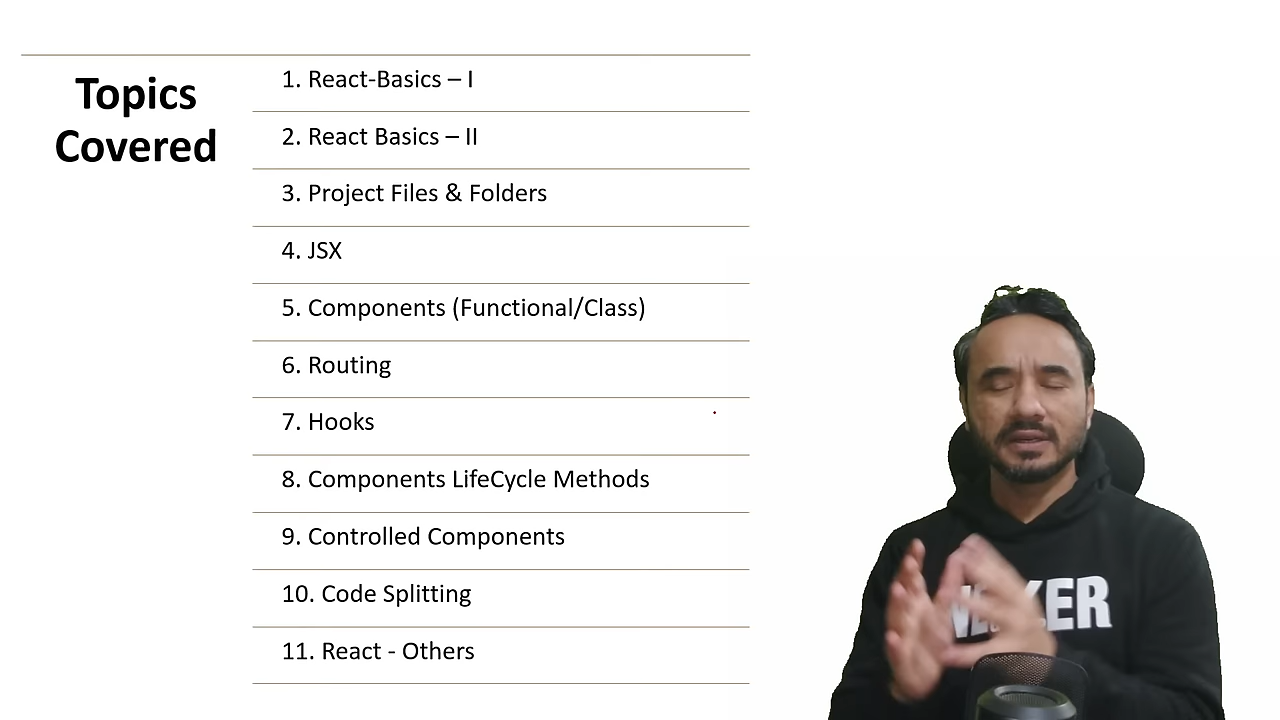 Topics
Covered
1. React-Basics – I
2. React Basics – II
3. Project Files & Folders
4. JSX
5. Components (Functional/Class)
6. Routing
7. Hooks
8. Components LifeCycle Methods
9. Controlled Components
10. Code Splitting
11. React - Others